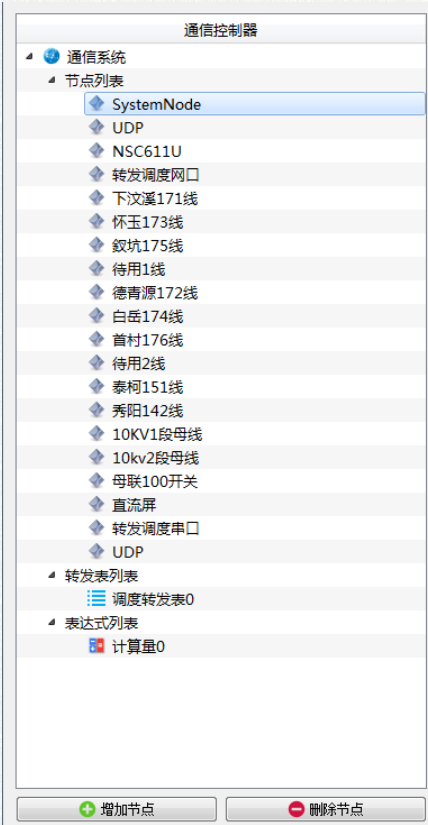 通信控制器
通信系统
节点列表
SystemNode
UDP
NSC611U
转发调度网口
下汶溪171线
怀玉173线
釵坑175线
待用1线
德青源172线
白岳174线
首村176线
待用2线
泰柯151线
秀阳142线
10KV1段母线
10kv2段母线
母联100开关
直流屏
转发调度串口
UDP
转发表列表
调度转发表0
表达式列表
计算量0
增加节点 删除节点